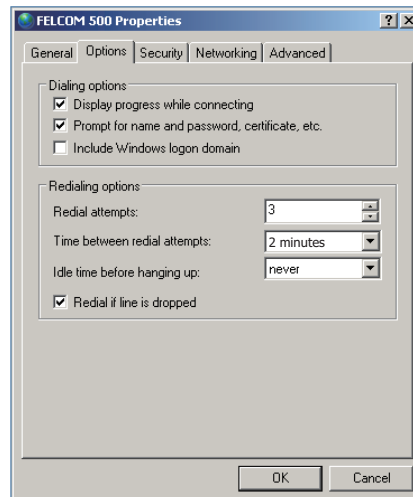 FELCOM 500 Properties
General Options Security Networking Advanced
Dialing options
Display progress while connecting
Prompt for name and password, certificate, etc.
Include Windows logon domain
Redialing options
Redial attempts: 3
Time between redial attempts: 2 minutes
Idle time before hanging up: never
Redial if line is dropped
OK Cancel